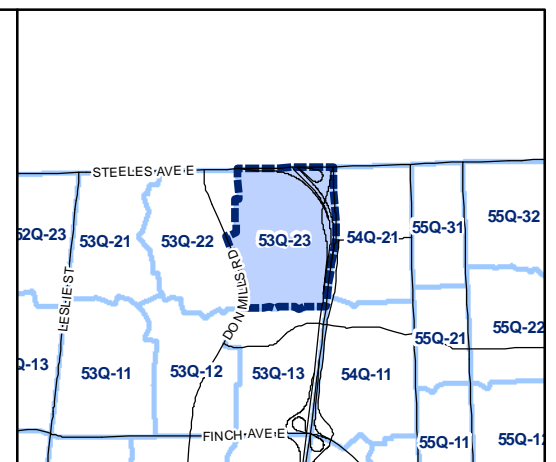 STEELES AVE E
52Q-23
53Q-21
53Q-22
53Q-23
54Q-21
55Q-31
55Q-32
LESLIE ST
DON MILLS RD
Q-13
53Q-11
53Q-12
53Q-13
54Q-11
55Q-21
55Q-22
FINCH AVE E
55Q-11
55Q-1